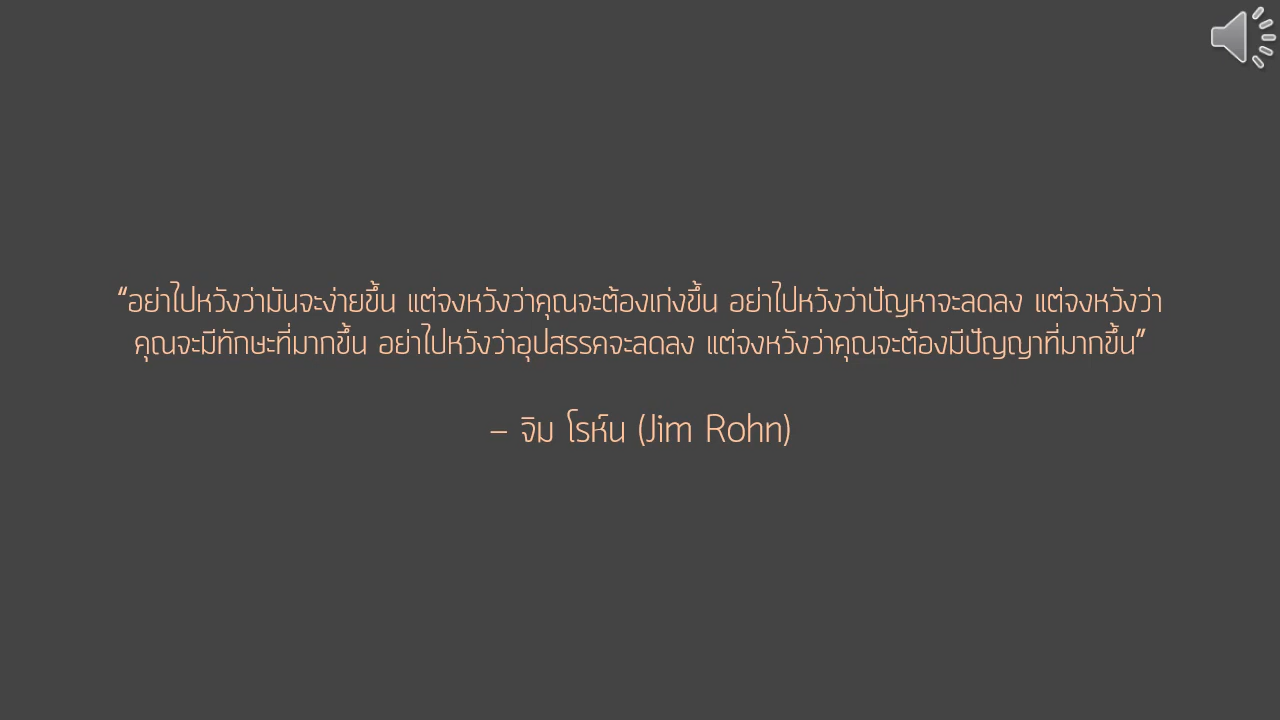 “อย่าไปหวังว่ามันจะง่ายขึ้น แต่จงหวังว่าคุณจะต้องเก่งขึ้น อย่าไปหวังว่าปัญหาจะลดลง แต่จงหวังว่า
คุณจะมีทักษะที่มากขึ้น อย่าไปหวังว่าอุปสรรคจะลดลง แต่จงหวังว่าคุณจะต้องมีปัญญาที่มากขึ้น”
– จิม โรห์น (Jim Rohn)